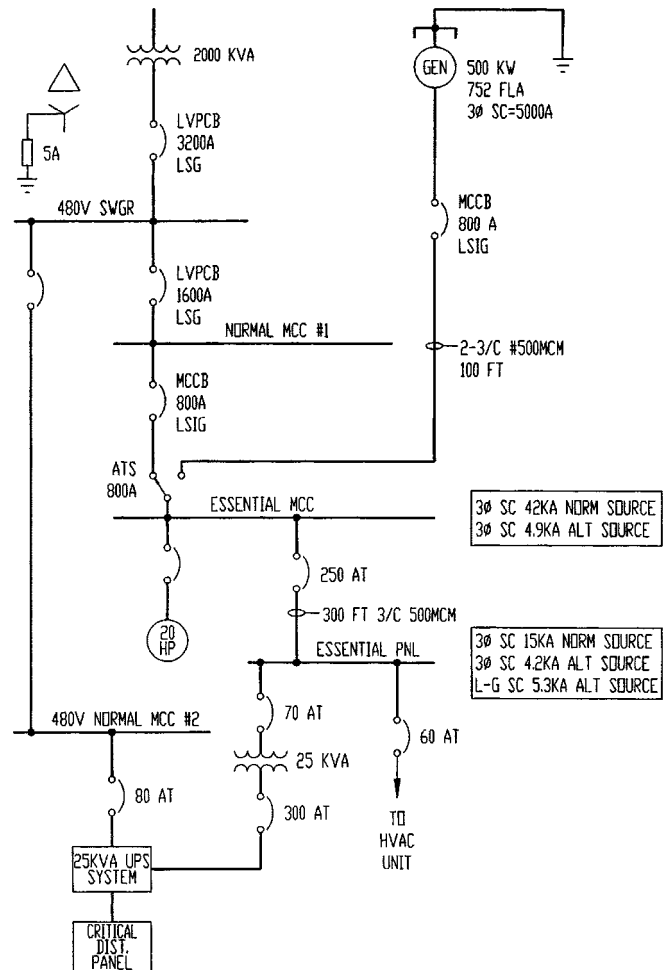 2000 KVA
GEN
500 KW
752 FLA
3ø SC=5000A
LVPCB
3200A
LSG
5A
480V SWGR
MCCB
800 A
LSIG
LVPCB
1600A
LSG
NORMAL MCC #1
2-3/C #500MCM
100 FT
MCCB
800A
LSIG
ATS
800A
ESSENTIAL MCC
3ø SC 42KA NORM SOURCE
3ø SC 4.9KA ALT SOURCE
250 AT
300 FT 3/C 500MCM
20
HP
ESSENTIAL PNL
3ø SC 15KA NORM SOURCE
3ø SC 4.2KA ALT SOURCE
L-G SC 5.3KA ALT SOURCE
70 AT
480V NORMAL MCC #2
60 AT
25 KVA
80 AT
300 AT
TO
HVAC
UNIT
25KVA UPS
SYSTEM
CRITICAL
DIST.
PANEL